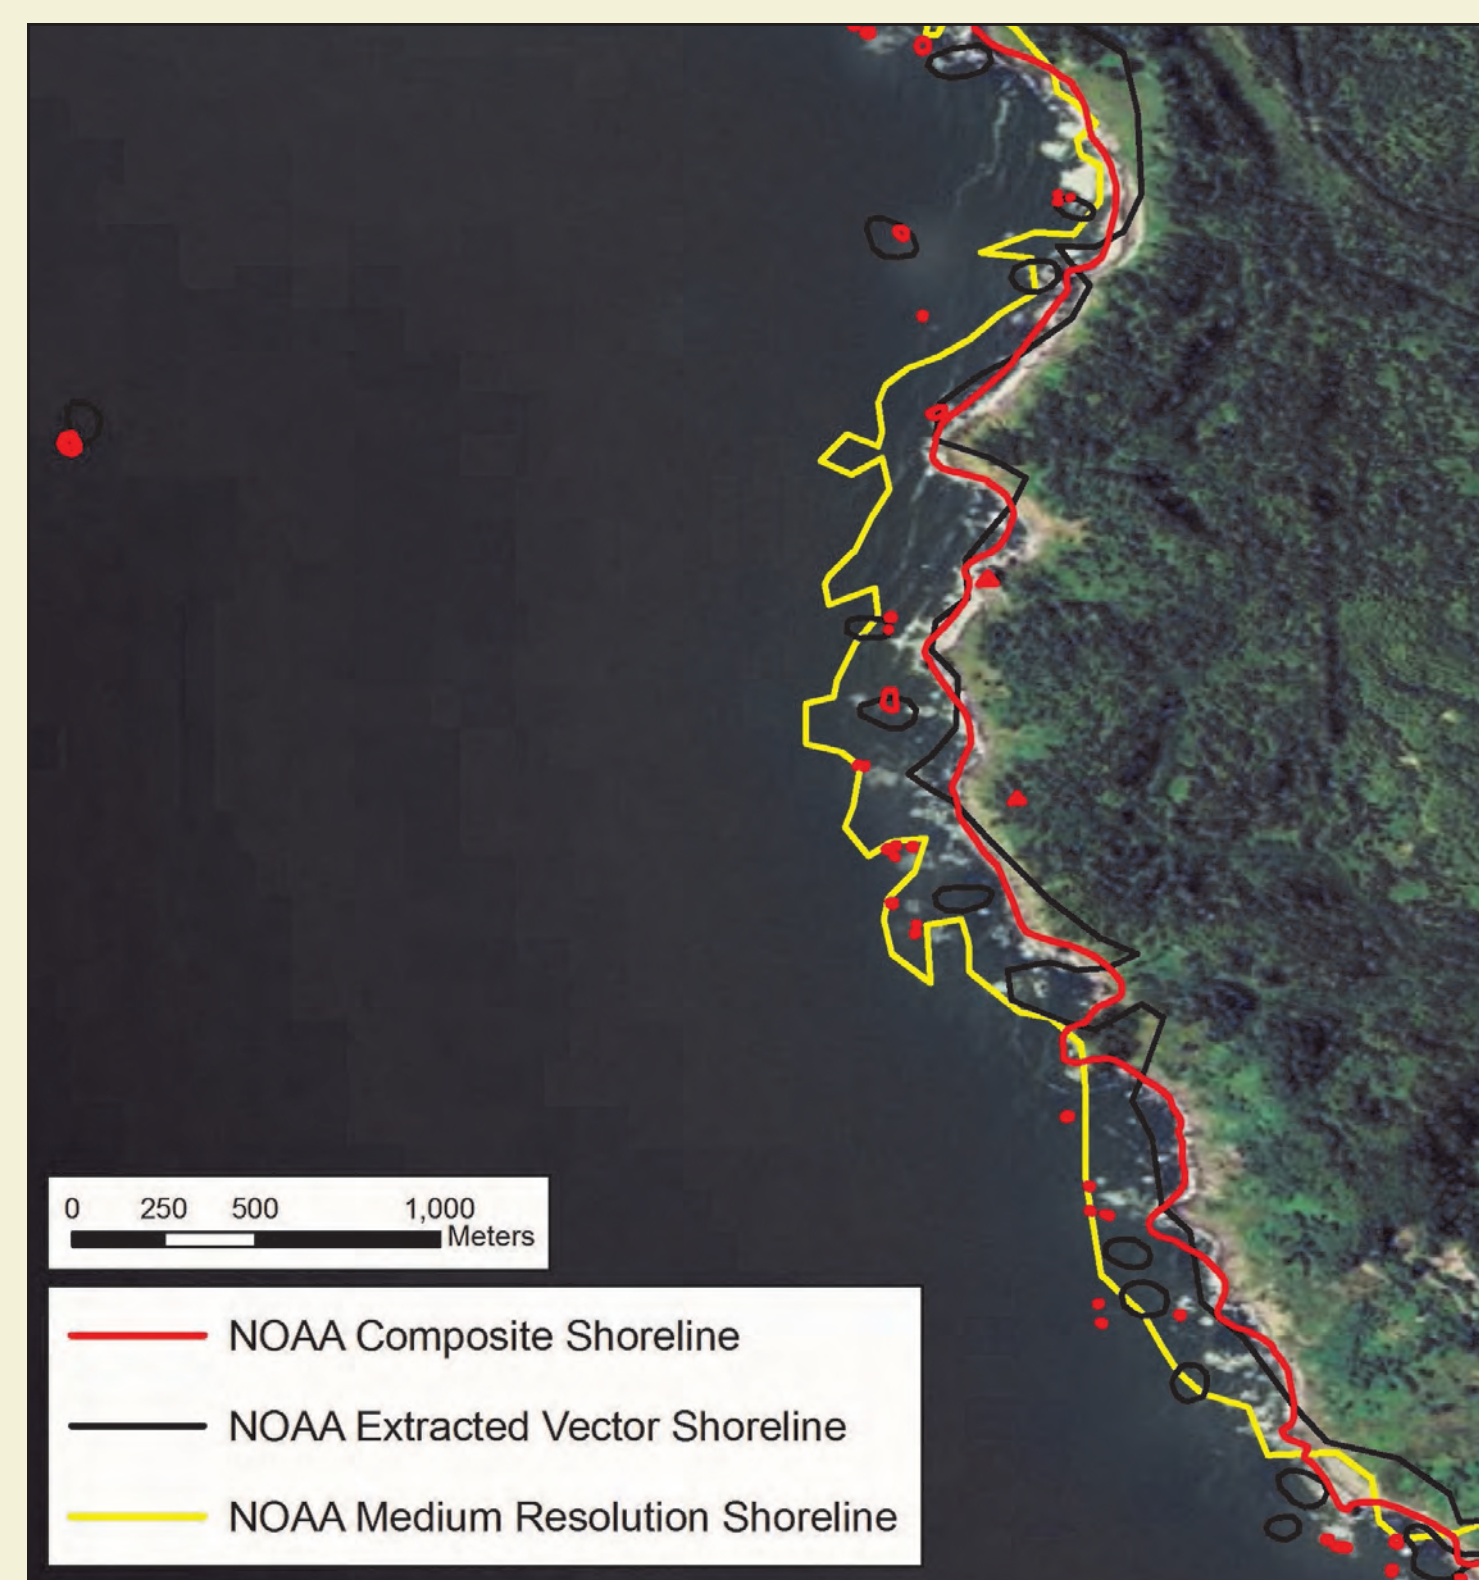 0 250 500 1,000
Meters
NOAA Composite Shoreline
NOAA Extracted Vector Shoreline
NOAA Medium Resolution Shoreline